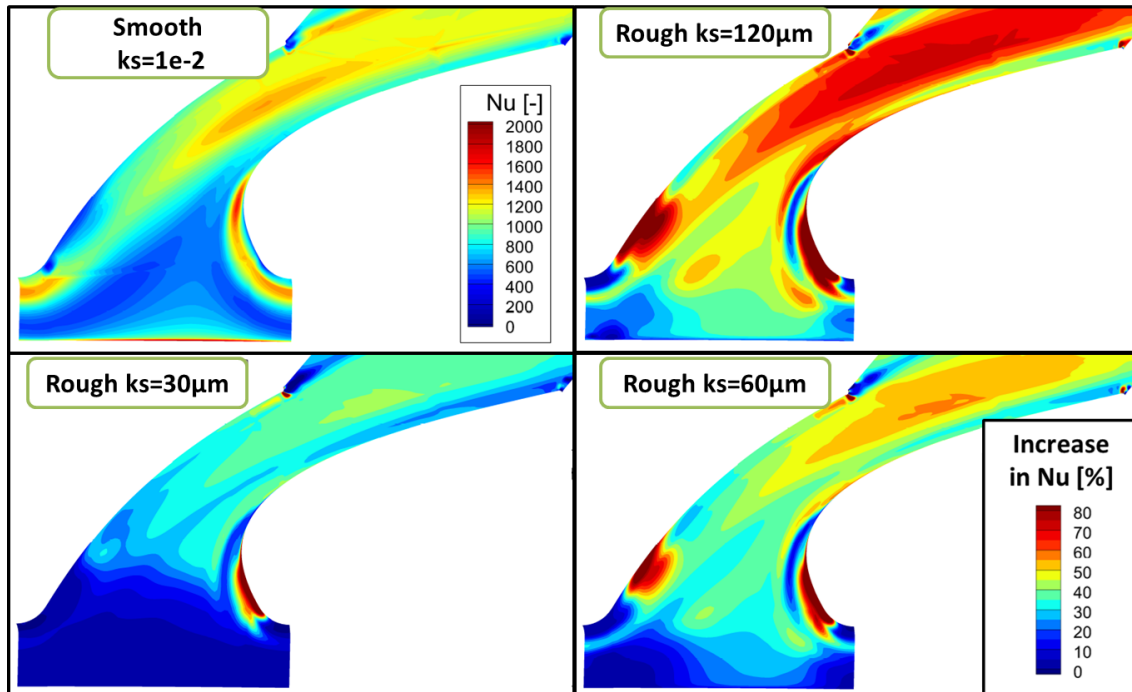 Smooth
ks=1e-2
Nu [-]
2000
1800
1600
1400
1200
1000
800
600
400
200
0
Rough ks=120µm
Rough ks=30µm
Rough ks=60µm
Increase
in Nu [%]
80
70
60
50
40
30
20
10
0